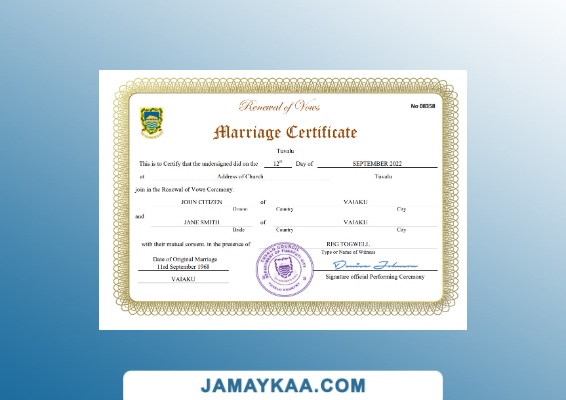 Renewal of Vows
No 08358
Marriage Certificate
Tuvalu
This is to Certify that the undersigned did on the 12th Day of SEPTEMBER 2022
at Address of Church Tuvalu
join in the Renewal of Vows Ceremony.
JOHN CITIZEN of VAIAKU
Groom Country City
and
JANE SMITH of VAIAKU
Bride Country City
with their mutual consent, in the presence of REG TOGWELL
Type or Name of Witness
Date of Original Marriage
11rd September 1968
VAIAKU
Signature official Performing Ceremony
JAMAYKAA.COM